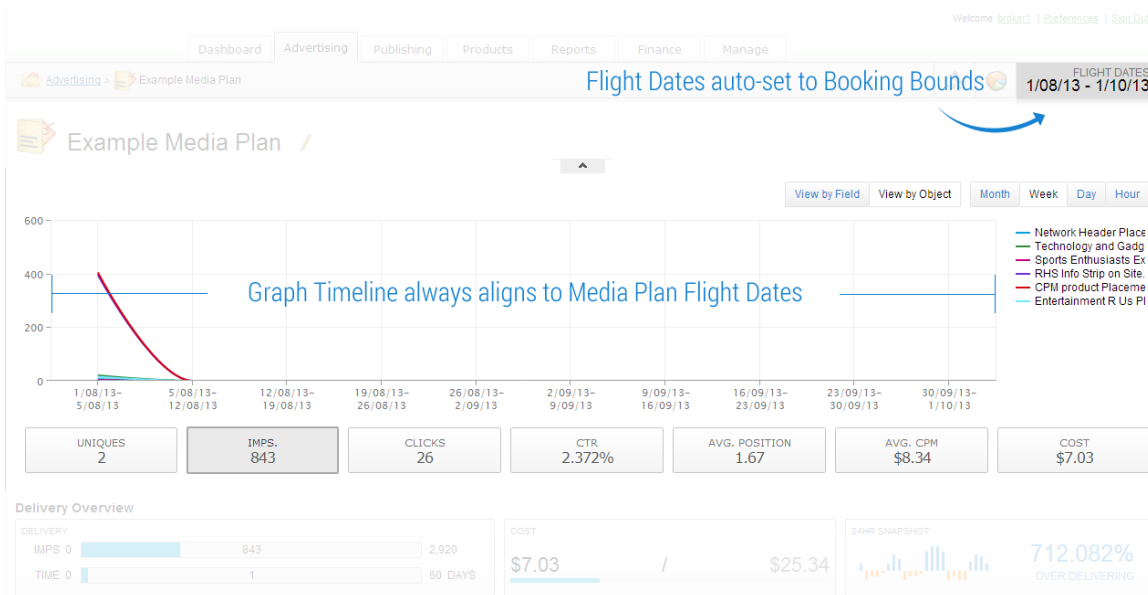 Welcome broker1 | Preferences | Sign Out
Dashboard Advertising Publishing Products Reports Finance Manage
Advertising > Example Media Plan
Flight Dates auto-set to Booking Bounds
FLIGHT DATES
1/08/13 - 1/10/13
Example Media Plan
View by Field View by Object Month Week Day Hour
600
400
200
0
Network Header Place
Technology and Gadg
Sports Enthusiasts Ex
RHS Info Strip on Site.
CPM product Placeme
Entertainment R Us Pl
Graph Timeline always aligns to Media Plan Flight Dates
1/08/13- 5/08/13- 12/08/13- 19/08/13- 26/08/13- 2/09/13- 9/09/13- 16/09/13- 23/09/13- 30/09/13-
5/08/13 12/08/13 19/08/13 26/08/13 2/09/13 9/09/13 16/09/13 23/09/13 30/09/13 1/10/13
UNIQUES IMPS. CLICKS CTR AVG. POSITION AVG. CPM COST
2 843 26 2.372% 1.67 $8.34 $7.03
Delivery Overview
DELIVERY
IMPS 0 843 2,920
TIME 0 1 60 DAYS
COST
$7.03 / $25.34
24HR SNAPSHOT
712.082%
OVER DELIVERING